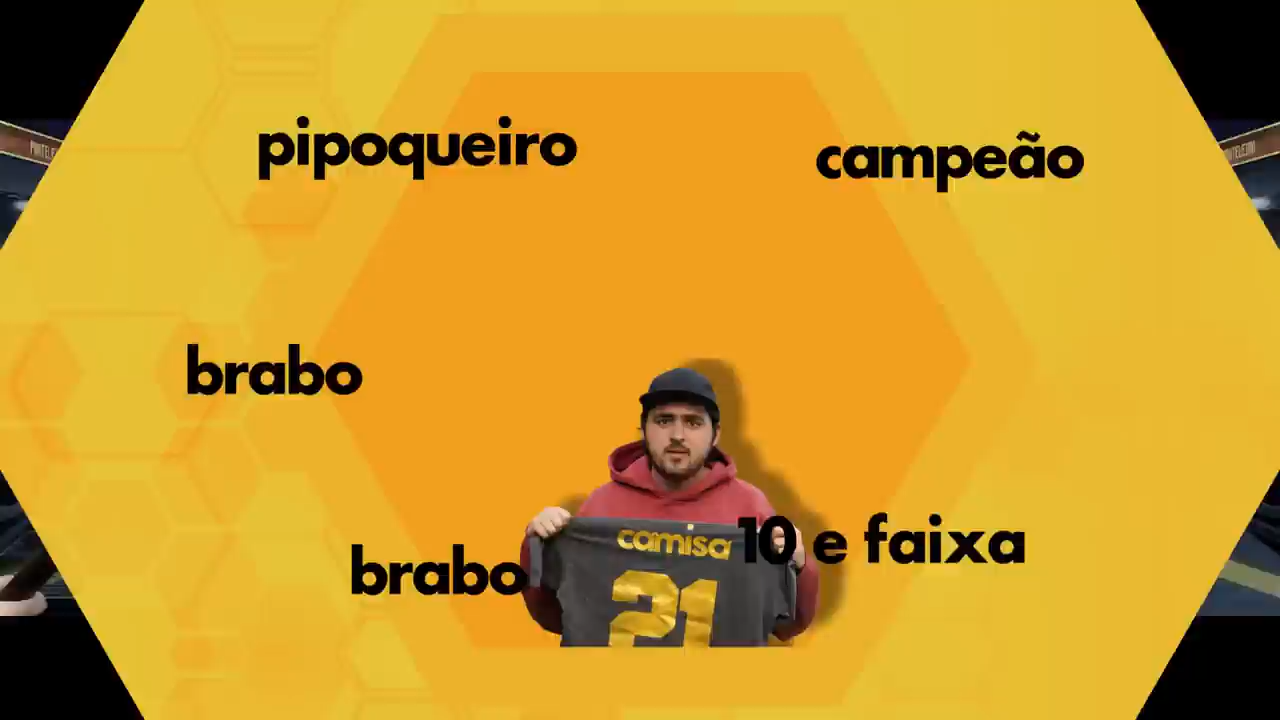 pipoqueiro
campeão
brabo
camisa
21
10 e faixa
brabo